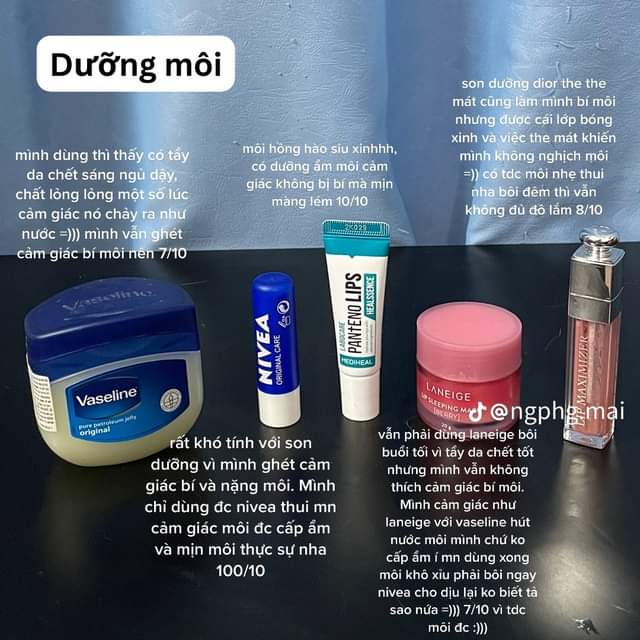 Dưỡng môi
mình dùng thì thấy có tẩy
da chết sáng ngủ dậy,
chất lỏng lỏng một số lúc
cảm giác nó chảy ra như
nước =))) mình vẫn ghét
cảm giác bí môi nên 7/10
môi hồng hào siu xinhhh,
có dưỡng ẩm môi cảm
giác không bị bí mà mịn
màng lém 10/10
son dưỡng dior the the
mát cũng làm mình bí môi
nhưng được cái lớp bóng
xinh và việc the mát khiến
mình không nghịch môi
=)) có tdc môi nhẹ thui
nha bôi đêm thì vẫn
không đủ đô lắm 8/10
Vaseline
Vaseline
pure petroleum jelly
original
NIVEA
ORIGINAL CARE
2K029
LABOCARE
PANTENO LIPS
HEALSSENCE
MEDIHEAL
LANEIGE
LIP SLEEPING MASK
[BERRY]
20 g
LIP MAXIMIZER
@ngphg_mai
rất khó tính với son
dưỡng vì mình ghét cảm
giác bí và nặng môi. Mình
chỉ dùng đc nivea thui mn
cảm giác môi đc cấp ẩm
và mịn môi thực sự nha
100/10
vẫn phải dùng laneige bôi
buổi tối vì tẩy da chết tốt
nhưng mình vẫn không
thích cảm giác bí môi.
Mình cảm giác như
laneige với vaseline hút
nước môi mình chứ ko
cấp ẩm í mn dùng xong
môi khô xỉu phải bôi ngay
nivea cho dịu lại ko biết tả
sao nứa =))) 7/10 vì tdc
môi đc :)))